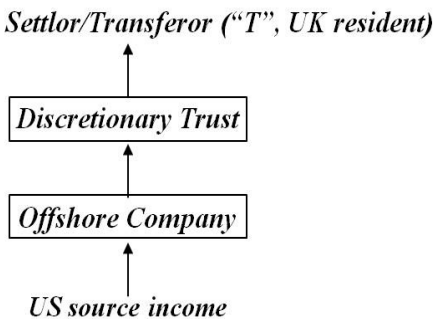 Settlor/Transferor (“T”, UK resident)
Discretionary Trust
Offshore Company
US source income